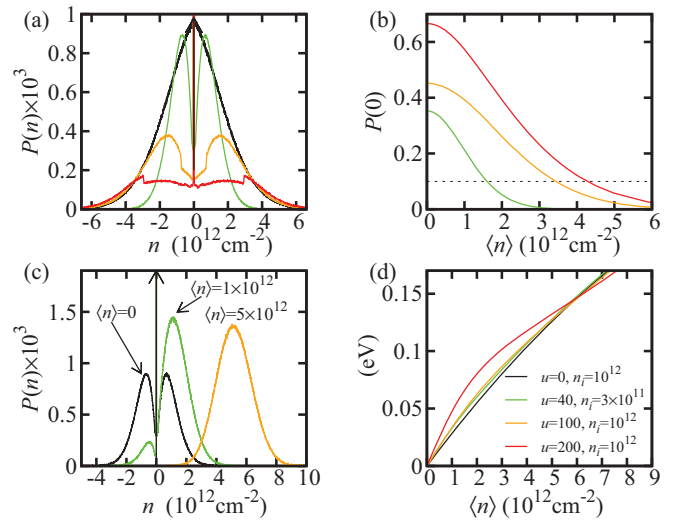 (a)
P(n)×10³
1
0.8
0.6
0.4
0.2
0
-6 -4 -2 0 2 4 6
n (10¹²cm⁻²)
(b)
P(0)
0.6
0.4
0.2
0
0 1 2 3 4 5 6
⟨n⟩ (10¹²cm⁻²)
(c)
P(n)×10³
1.5
1
0.5
0
⟨n⟩=0
⟨n⟩=1×10¹²
⟨n⟩=5×10¹²
-4 -2 0 2 4 6 8 10
n (10¹²cm⁻²)
(d)
(eV)
0.15
0.1
0.05
0
u=0, nᵢ=10¹²
u=40, nᵢ=3×10¹¹
u=100, nᵢ=10¹²
u=200, nᵢ=10¹²
0 1 2 3 4 5 6 7 8 9
⟨n⟩ (10¹²cm⁻²)